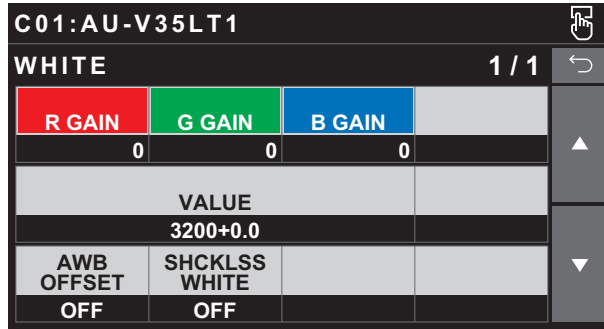 C01:AU-V35LT1
WHITE 1/1
R GAIN G GAIN B GAIN
0 0 0
VALUE
3200+0.0
AWB OFFSET SHCKLSS WHITE
OFF OFF